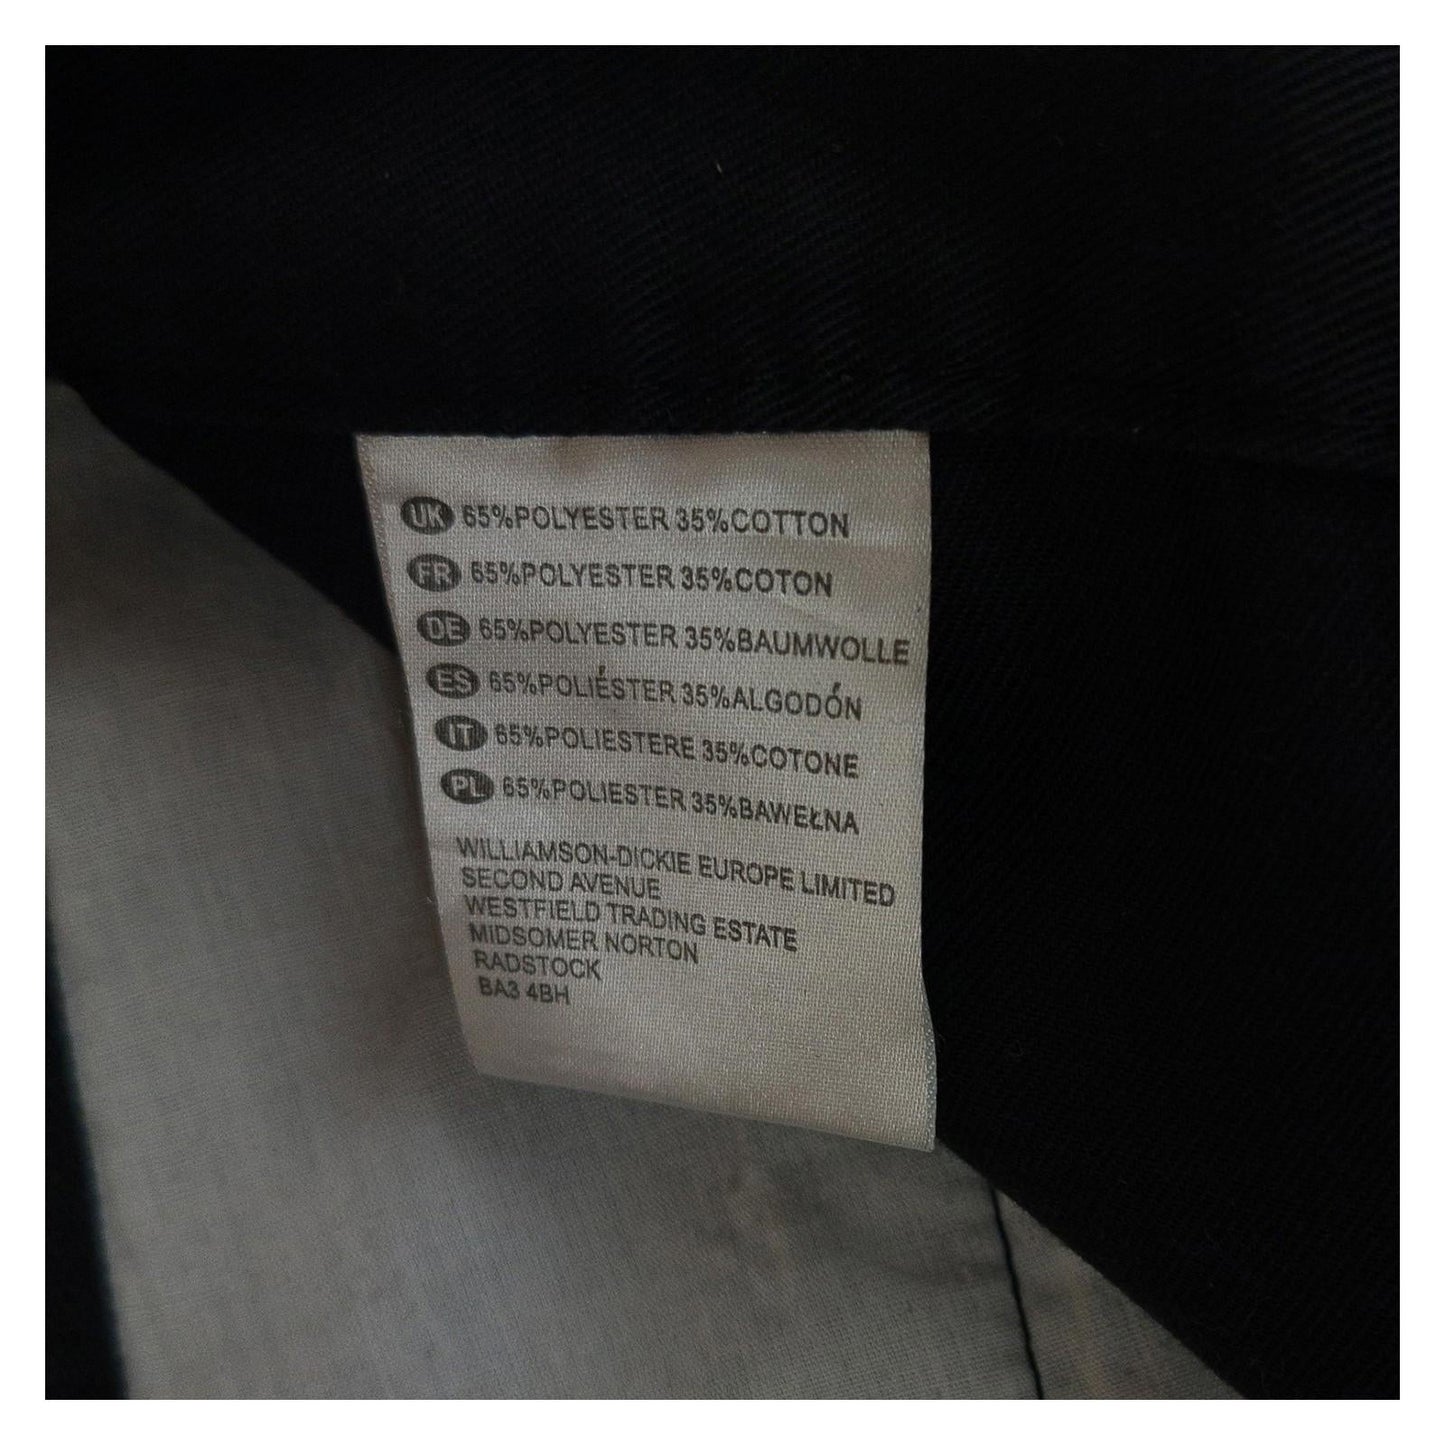 UK 65%POLYESTER 35%COTTON
FR 65%POLYESTER 35%COTON
DE 65%POLYESTER 35%BAUMWOLLE
ES 65%POLIÉSTER 35%ALGODÓN
IT 65%POLIESTERE 35%COTONE
PL 65%POLIESTER 35%BAWEŁNA
WILLIAMSON-DICKIE EUROPE LIMITED
SECOND AVENUE
WESTFIELD TRADING ESTATE
MIDSOMER NORTON
RADSTOCK
BA3 4BH